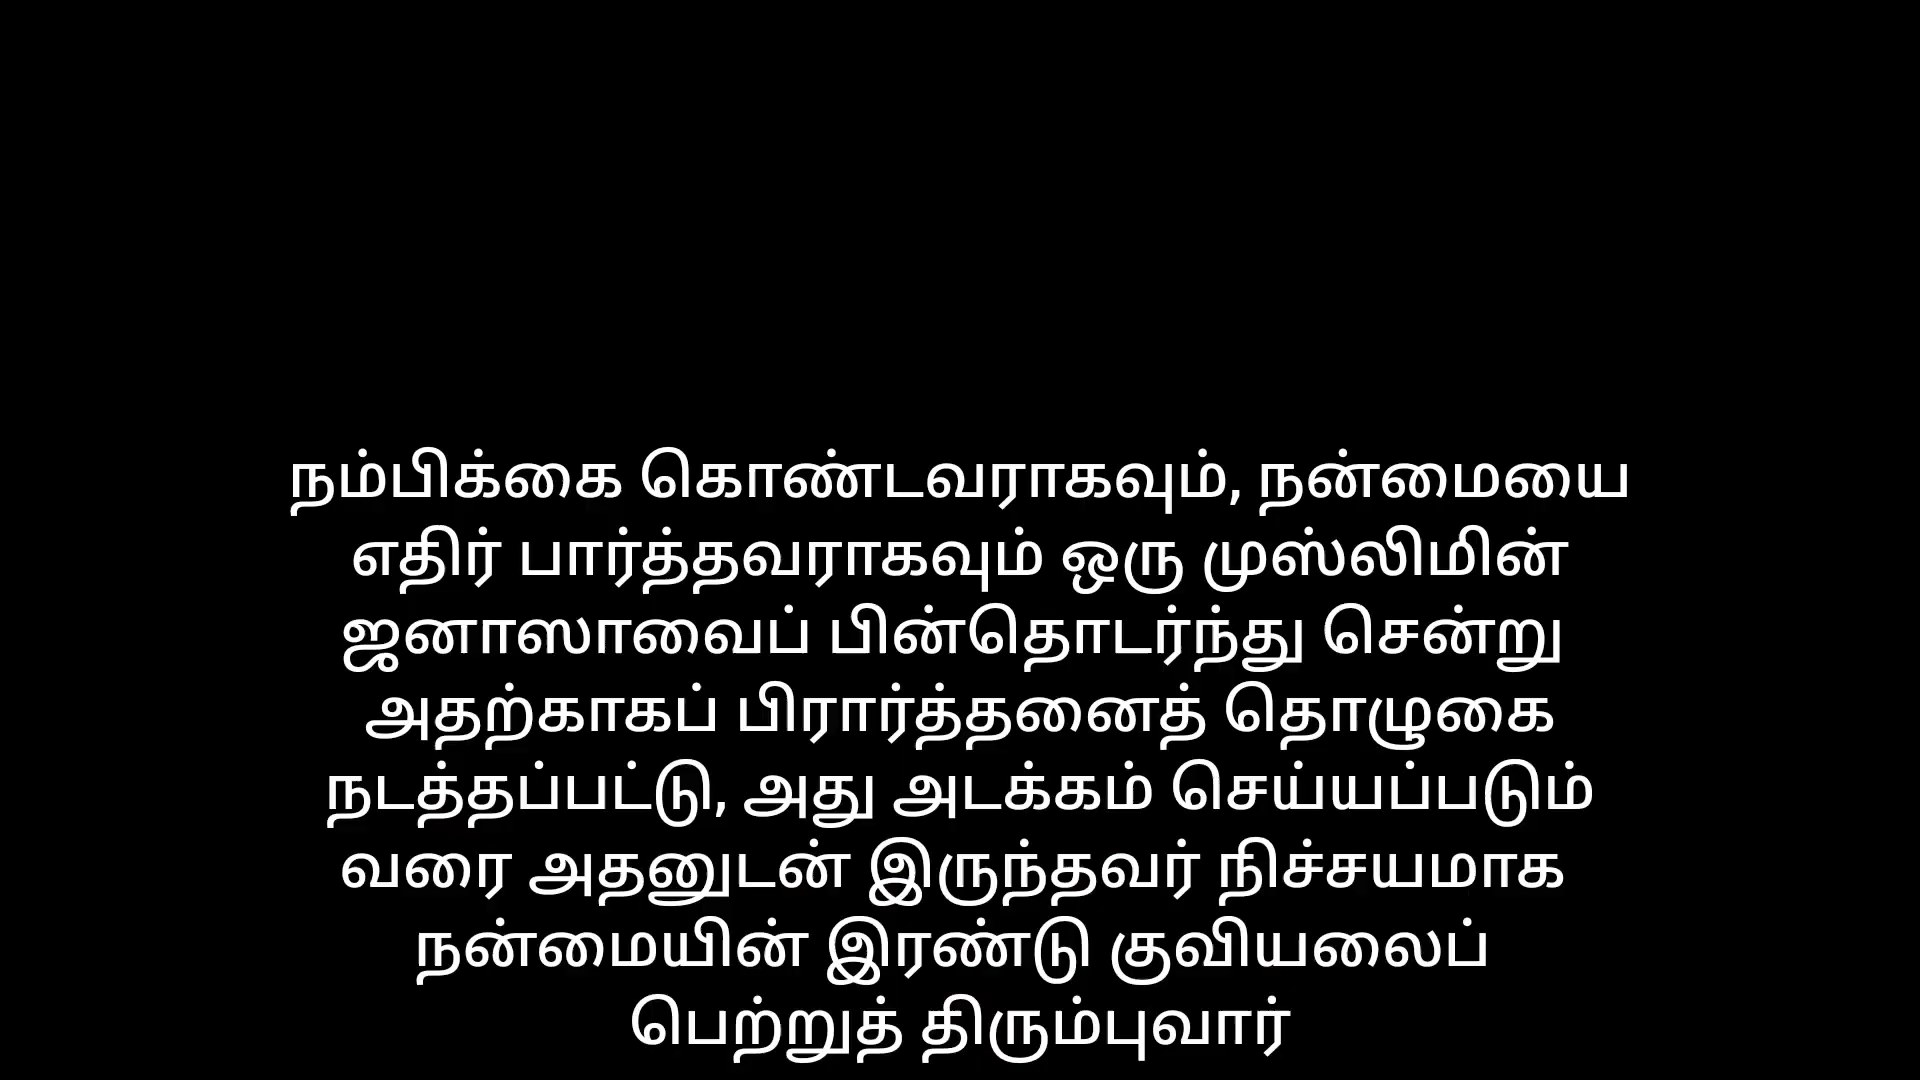 நம்பிக்கை கொண்டவராகவும், நன்மையை
எதிர் பார்த்தவராகவும் ஒரு முஸ்லிமின்
ஜனாஸாவைப் பின்தொடர்ந்து சென்று
அதற்காகப் பிரார்த்தனைத் தொழுகை
நடத்தப்பட்டு, அது அடக்கம் செய்யப்படும்
வரை அதனுடன் இருந்தவர் நிச்சயமாக
நன்மையின் இரண்டு குவியலைப்
பெற்றுத் திரும்புவார்